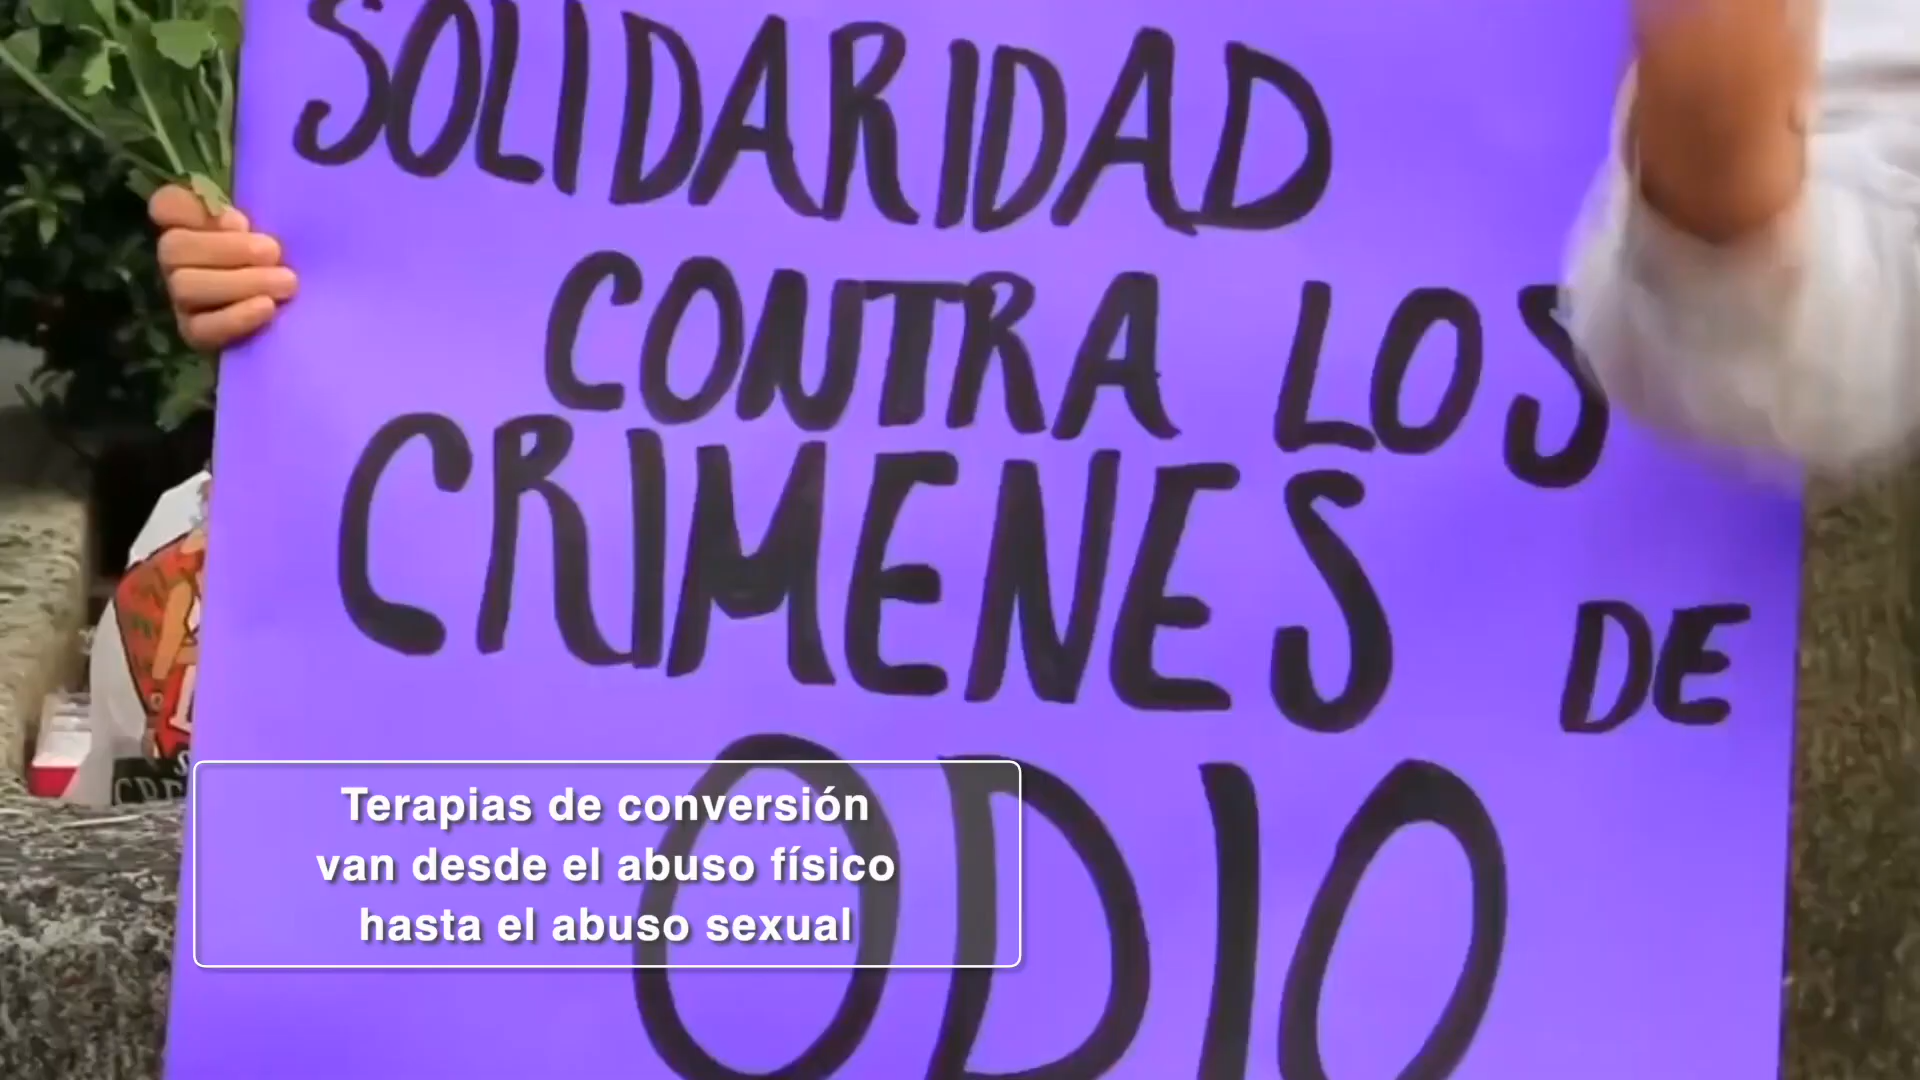 SOLIDARIDAD
CONTRA LOS
CRIMENES DE
ODIO
Terapias de conversión
van desde el abuso físico
hasta el abuso sexual